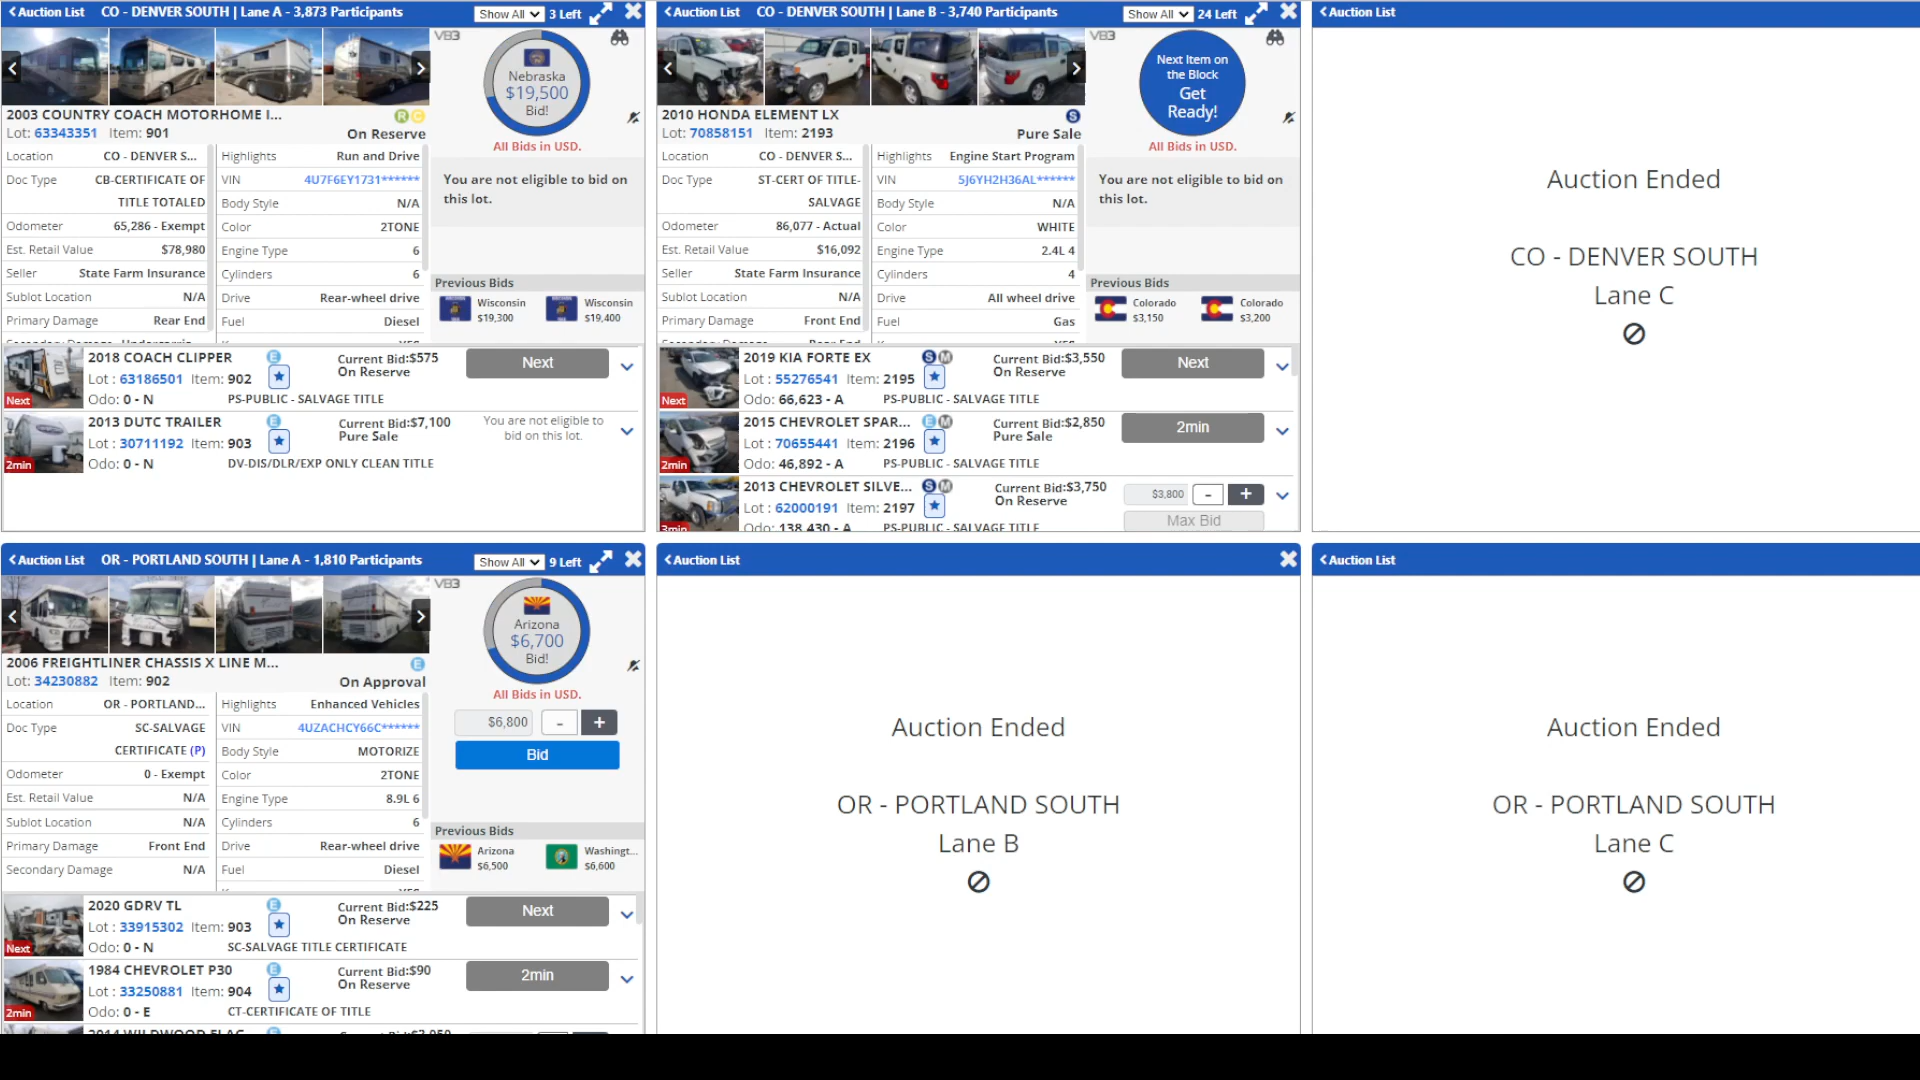 Auction List CO - DENVER SOUTH | Lane A - 3,873 Participants Show All 3 Left
VB3
Nebraska
$19,500
Bid!
2003 COUNTRY COACH MOTORHOME I...
Lot: 63343351 Item: 901 On Reserve
All Bids in USD.
Location CO - DENVER S... Highlights Run and Drive
Doc Type CB-CERTIFICATE OF TITLE TOTALED VIN 4U7F6EY1731******
Body Style N/A
Odometer 65,286 - Exempt Color 2TONE
Est. Retail Value $78,980 Engine Type 6
Seller State Farm Insurance Cylinders 6
Sublot Location N/A Drive Rear-wheel drive
Primary Damage Rear End Fuel Diesel
You are not eligible to bid on
this lot.
Previous Bids
Wisconsin $19,300 Wisconsin $19,400
2018 COACH CLIPPER E Current Bid:$575 Next
Lot : 63186501 Item: 902 On Reserve
Next Odo: 0 - N PS-PUBLIC - SALVAGE TITLE
2013 DUTC TRAILER E Current Bid:$7,100 You are not eligible to
Lot : 30711192 Item: 903 Pure Sale bid on this lot.
2min Odo: 0 - N DV-DIS/DLR/EXP ONLY CLEAN TITLE
Auction List CO - DENVER SOUTH | Lane B - 3,740 Participants Show All 24 Left
VB3
Next Item on
the Block
Get
Ready!
2010 HONDA ELEMENT LX S
Lot: 70858151 Item: 2193 Pure Sale
All Bids in USD.
Location CO - DENVER S... Highlights Engine Start Program
Doc Type ST-CERT OF TITLE-SALVAGE VIN 5J6YH2H36AL******
Body Style N/A
Odometer 86,077 - Actual Color WHITE
Est. Retail Value $16,092 Engine Type 2.4L 4
Seller State Farm Insurance Cylinders 4
Sublot Location N/A Drive All wheel drive
Primary Damage Front End Fuel Gas
You are not eligible to bid on
this lot.
Previous Bids
Colorado $3,150 Colorado $3,200
2019 KIA FORTE EX S M Current Bid:$3,550 Next
Lot : 55276541 Item: 2195 On Reserve
Next Odo: 66,623 - A PS-PUBLIC - SALVAGE TITLE
2015 CHEVROLET SPAR... E M Current Bid:$2,850 2min
Lot : 70655441 Item: 2196 Pure Sale
2min Odo: 46,892 - A PS-PUBLIC - SALVAGE TITLE
2013 CHEVROLET SILVE... S M Current Bid:$3,750 $3,800 - +
Lot : 62000191 Item: 2197 On Reserve Max Bid
3min Odo: 138,430 - A PS-PUBLIC - SALVAGE TITLE
Auction List
Auction Ended
CO - DENVER SOUTH
Lane C
Auction List OR - PORTLAND SOUTH | Lane A - 1,810 Participants Show All 9 Left
VB3
Arizona
$6,700
Bid!
2006 FREIGHTLINER CHASSIS X LINE M... E
Lot: 34230882 Item: 902 On Approval
All Bids in USD.
Location OR - PORTLAND... Highlights Enhanced Vehicles
Doc Type SC-SALVAGE CERTIFICATE (P) VIN 4UZACHCY66C******
Body Style MOTORIZE
Odometer 0 - Exempt Color 2TONE
Est. Retail Value N/A Engine Type 8.9L 6
Sublot Location N/A Cylinders 6
Primary Damage Front End Drive Rear-wheel drive
Secondary Damage N/A Fuel Diesel
$6,800 - +
Bid
Previous Bids
Arizona $6,500 Washingt... $6,600
2020 GDRV TL E Current Bid:$225 Next
Lot : 33915302 Item: 903 On Reserve
Next Odo: 0 - N SC-SALVAGE TITLE CERTIFICATE
1984 CHEVROLET P30 E Current Bid:$90 2min
Lot : 33250881 Item: 904 On Reserve
2min Odo: 0 - E CT-CERTIFICATE OF TITLE
Auction List
Auction Ended
OR - PORTLAND SOUTH
Lane B
Auction List
Auction Ended
OR - PORTLAND SOUTH
Lane C